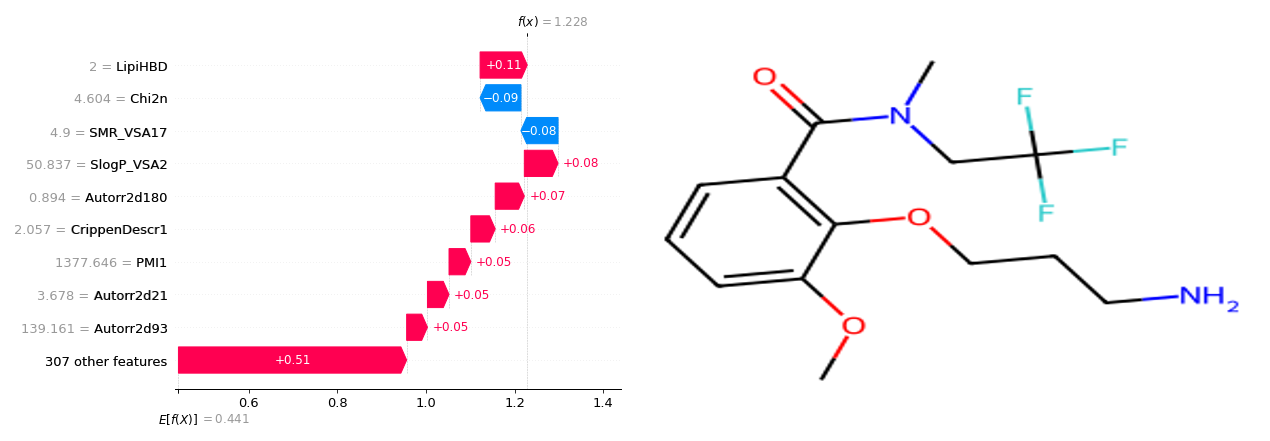 f(x) = 1.228
2 = LipiHBD
+0.11
4.604 = Chi2n
−0.09
4.9 = SMR_VSA17
−0.08
50.837 = SlogP_VSA2
+0.08
0.894 = Autorr2d180
+0.07
2.057 = CrippenDescr1
+0.06
1377.646 = PMI1
+0.05
3.678 = Autorr2d21
+0.05
139.161 = Autorr2d93
+0.05
307 other features
+0.51
0.6 0.8 1.0 1.2 1.4
E[f(X)] = 0.441
O
N
F
F
F
O
NH2
O